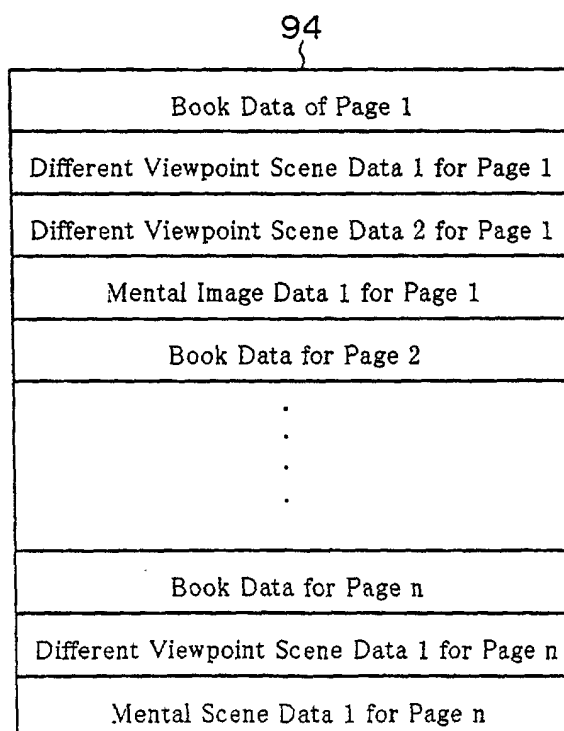 94
Book Data of Page 1
Different Viewpoint Scene Data 1 for Page 1
Different Viewpoint Scene Data 2 for Page 1
Mental Image Data 1 for Page 1
Book Data for Page 2
Book Data for Page n
Different Viewpoint Scene Data 1 for Page n
Mental Scene Data 1 for Page n